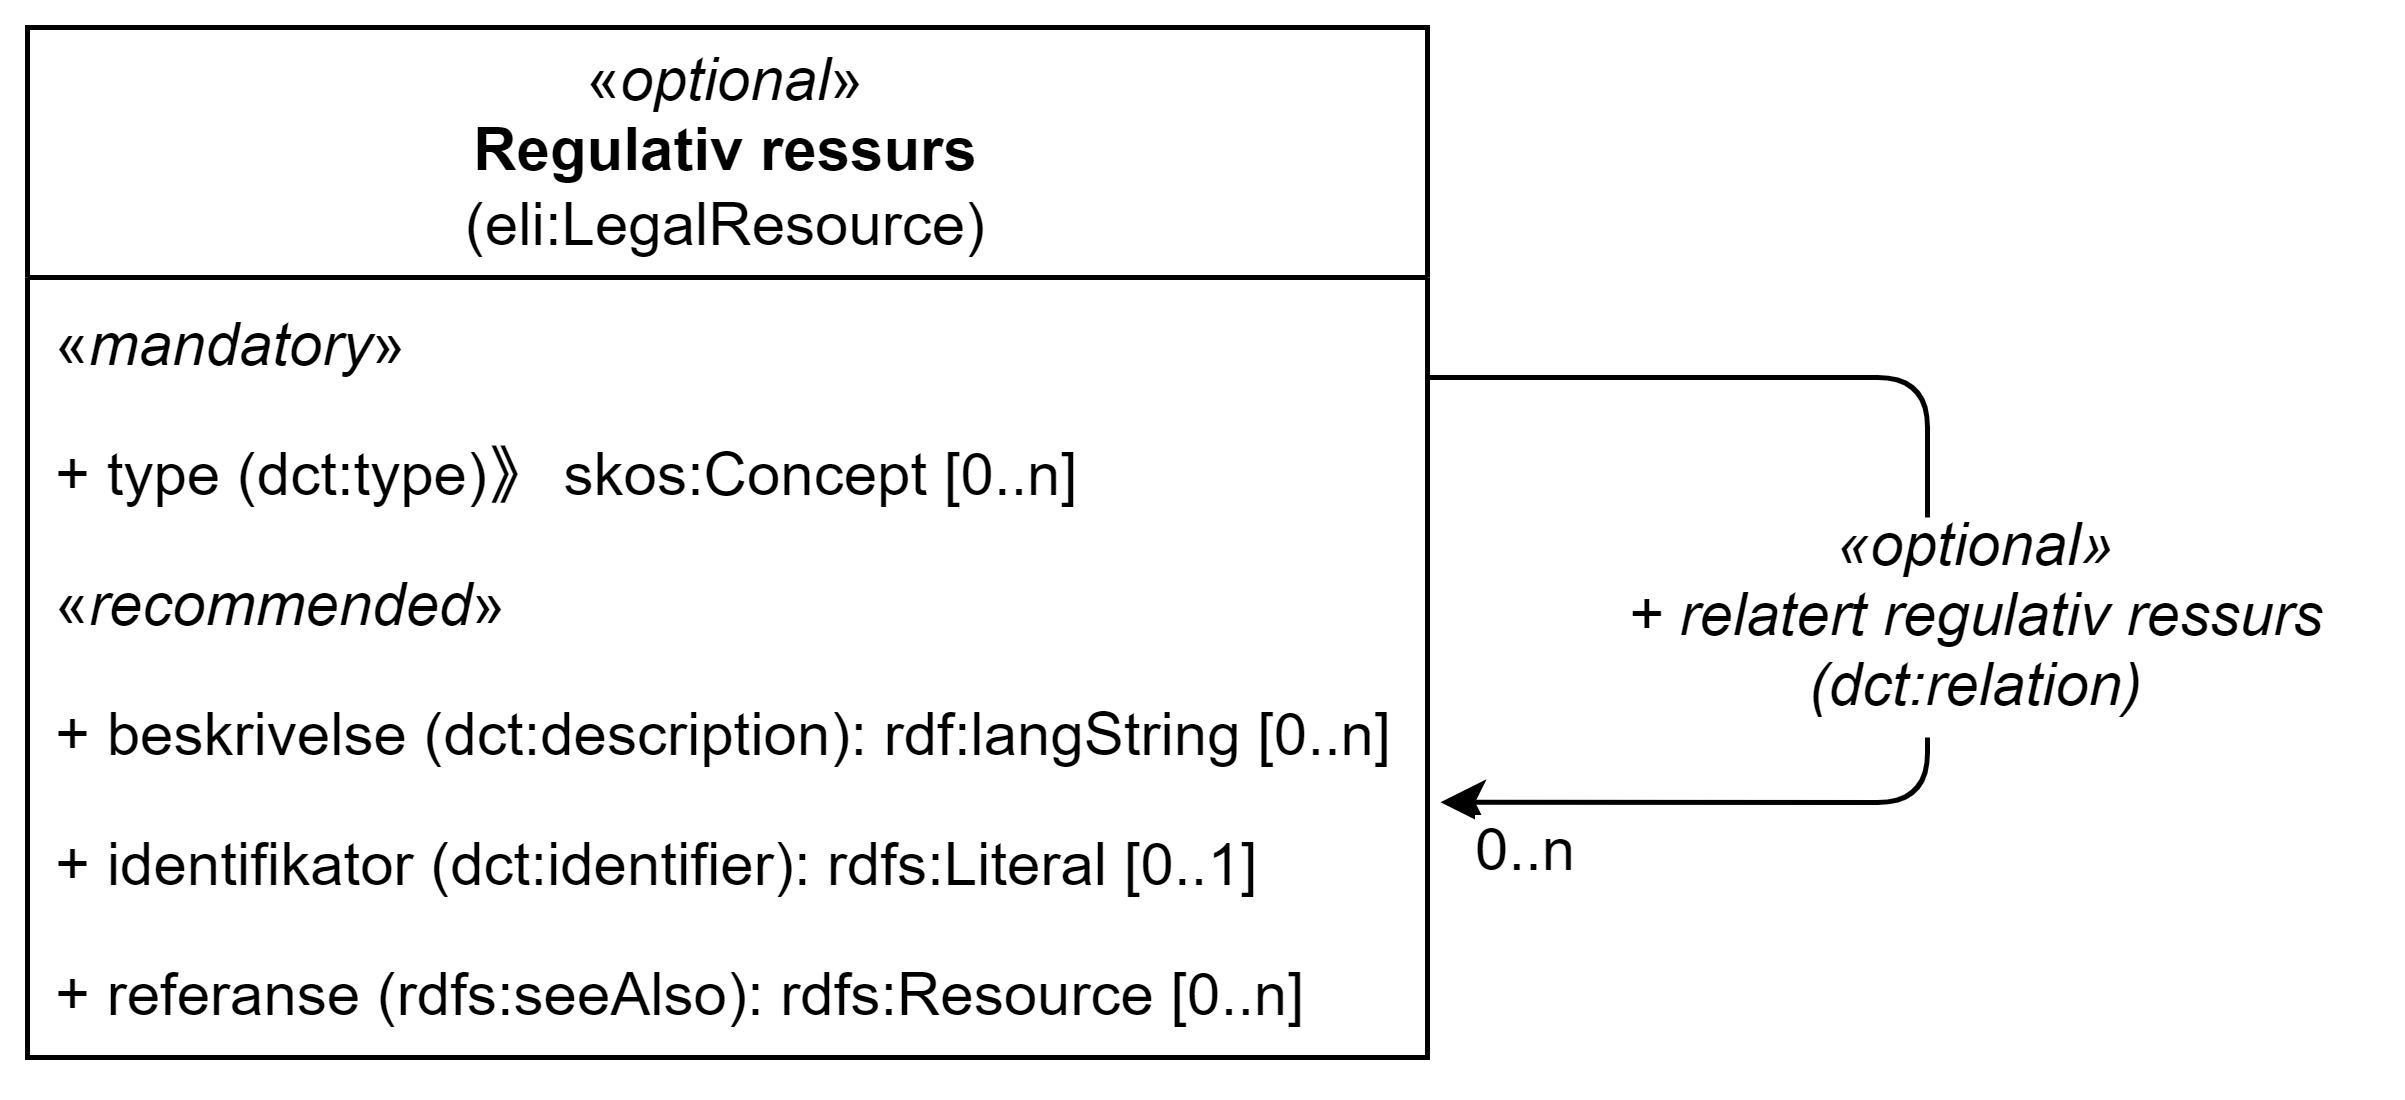 «optional»
Regulativ ressurs
(eli:LegalResource)
«mandatory»
+ type (dct:type)》 skos:Concept [0..n]
«recommended»
+ beskrivelse (dct:description): rdf:langString [0..n]
+ identifikator (dct:identifier): rdfs:Literal [0..1]
+ referanse (rdfs:seeAlso): rdfs:Resource [0..n]
«optional»
+ relatert regulativ ressurs
(dct:relation)
0..n